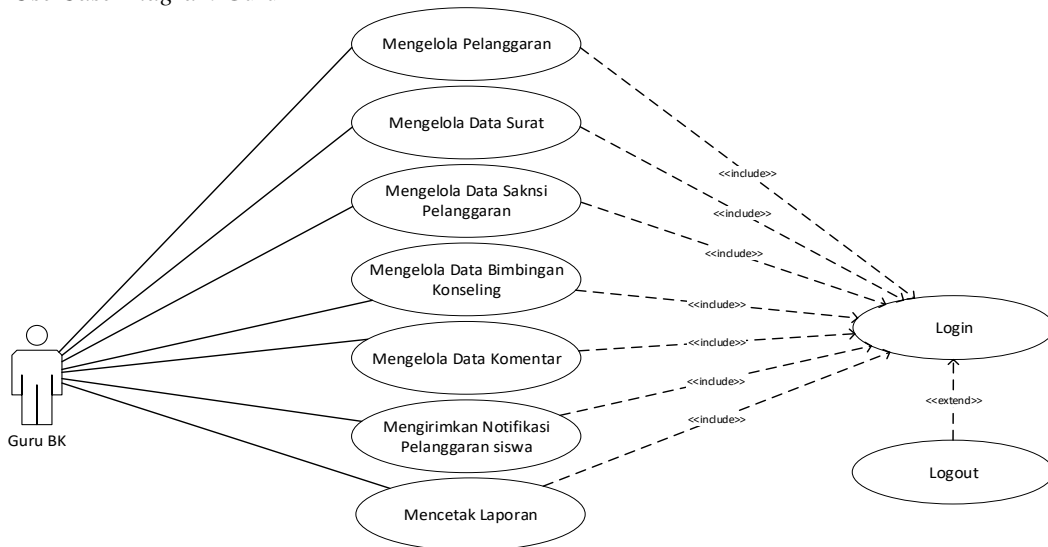 Mengelola Pelanggaran
Mengelola Data Surat
Mengelola Data Saknsi
Pelanggaran
Mengelola Data Bimbingan
Konseling
Mengelola Data Komentar
Mengirimkan Notifikasi
Pelanggaran siswa
Mencetak Laporan
Guru BK
<<include>>
<<include>>
<<include>>
<<include>>
<<include>>
<<include>>
<<include>>
Login
<<extend>>
Logout